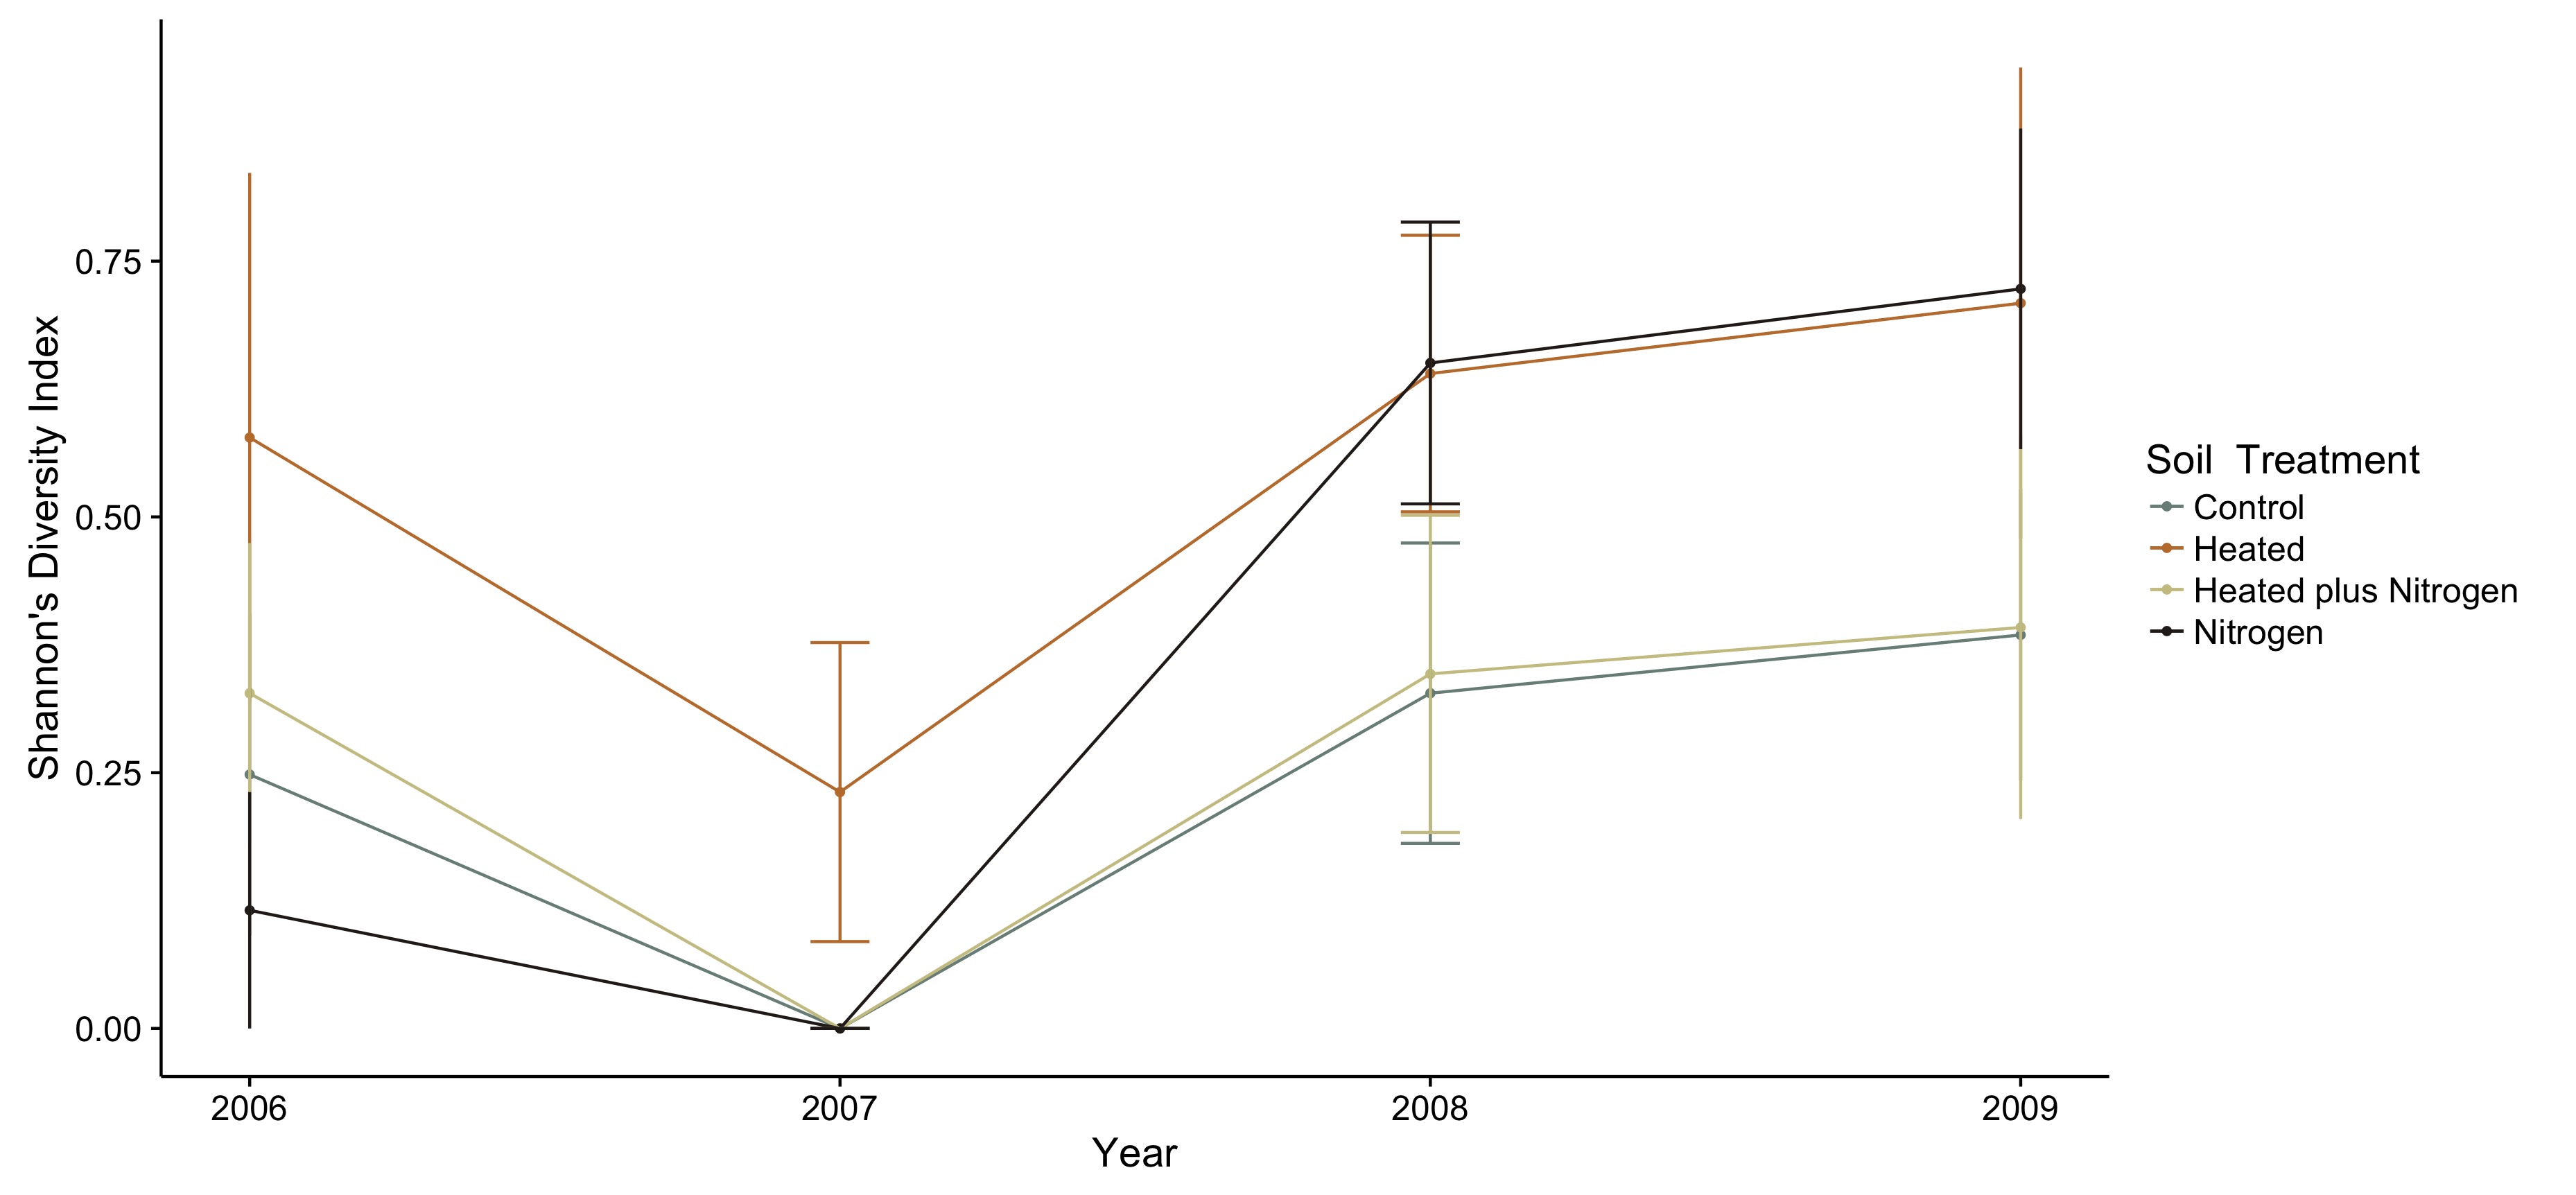 Shannon's Diversity Index
0.75
0.50
0.25
0.00
2006
2007
2008
2009
Year
Soil Treatment
Control
Heated
Heated plus Nitrogen
Nitrogen